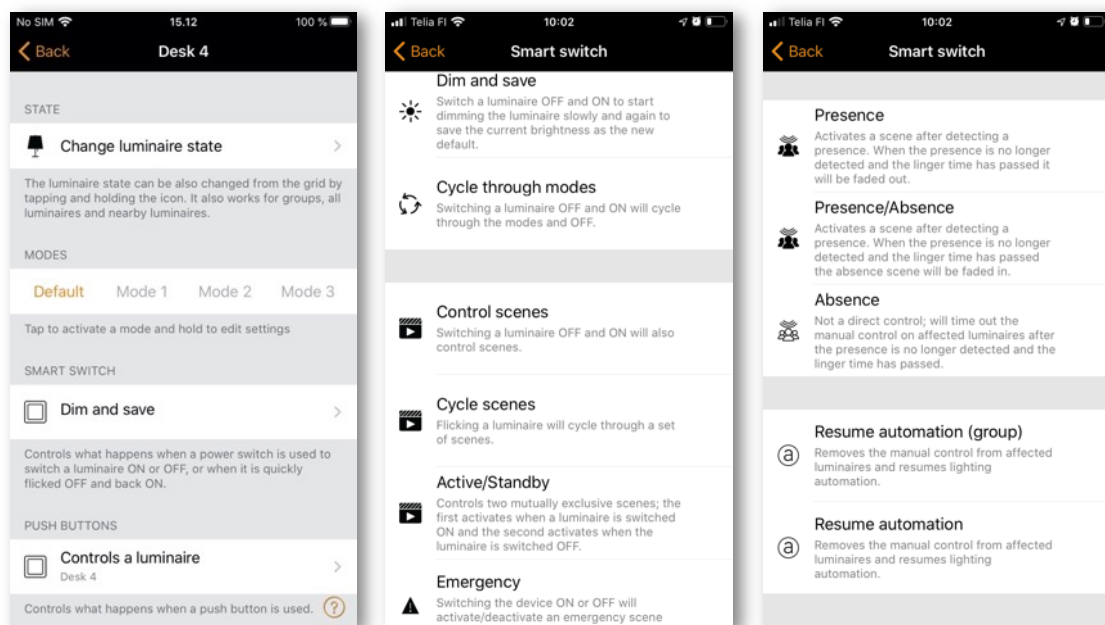 No SIM 15.12 100 %
Back Desk 4
STATE
Change luminaire state
The luminaire state can be also changed from the grid by
tapping and holding the icon. It also works for groups, all
luminaires and nearby luminaires.
MODES
Default Mode 1 Mode 2 Mode 3
Tap to activate a mode and hold to edit settings
SMART SWITCH
Dim and save
Controls what happens when a power switch is used to
switch a luminaire ON or OFF, or when it is quickly
flicked OFF and back ON.
PUSH BUTTONS
Controls a luminaire
Desk 4
Controls what happens when a push button is used. ?
Telia FI 10:02
Back Smart switch
Dim and save
Switch a luminaire OFF and ON to start
dimming the luminaire slowly and again to
save the current brightness as the new
default.
Cycle through modes
Switching a luminaire OFF and ON will cycle
through the modes and OFF.
Control scenes
Switching a luminaire OFF and ON will also
control scenes.
Cycle scenes
Flicking a luminaire will cycle through a set
of scenes.
Active/Standby
Controls two mutually exclusive scenes; the
first activates when a luminaire is switched
ON and the second activates when the
luminaire is switched OFF.
Emergency
Switching the device ON or OFF will
activate/deactivate an emergency scene
Telia FI 10:02
Back Smart switch
Presence
Activates a scene after detecting a
presence. When the presence is no longer
detected and the linger time has passed it
will be faded out.
Presence/Absence
Activates a scene after detecting a
presence. When the presence is no longer
detected and the linger time has passed
the absence scene will be faded in.
Absence
Not a direct control; will time out the
manual control on affected luminaires after
the presence is no longer detected and the
linger time has passed.
Resume automation (group)
Removes the manual control from affected
luminaires and resumes lighting
automation.
Resume automation
Removes the manual control from affected
luminaires and resumes lighting
automation.